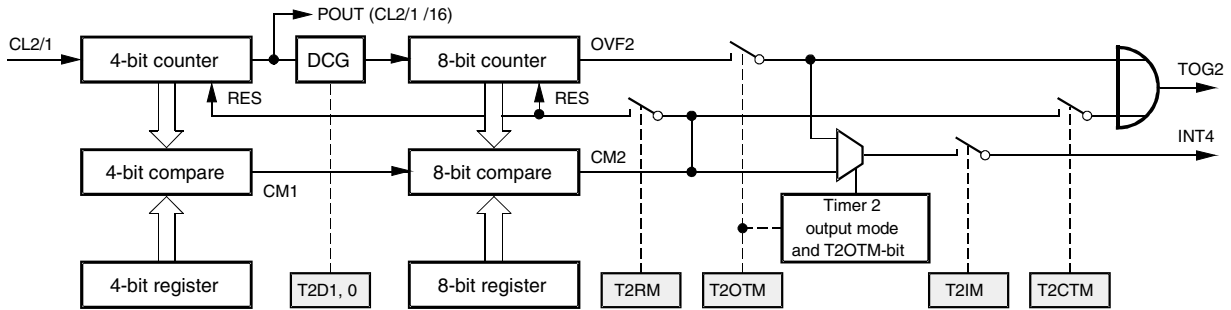 POUT (CL2/1 /16)
CL2/1
4-bit counter
DCG
8-bit counter
OVF2
TOG2
RES
RES
INT4
4-bit compare
CM1
8-bit compare
CM2
Timer 2
output mode
and T2OTM-bit
4-bit register
T2D1, 0
8-bit register
T2RM
T2OTM
T2IM
T2CTM